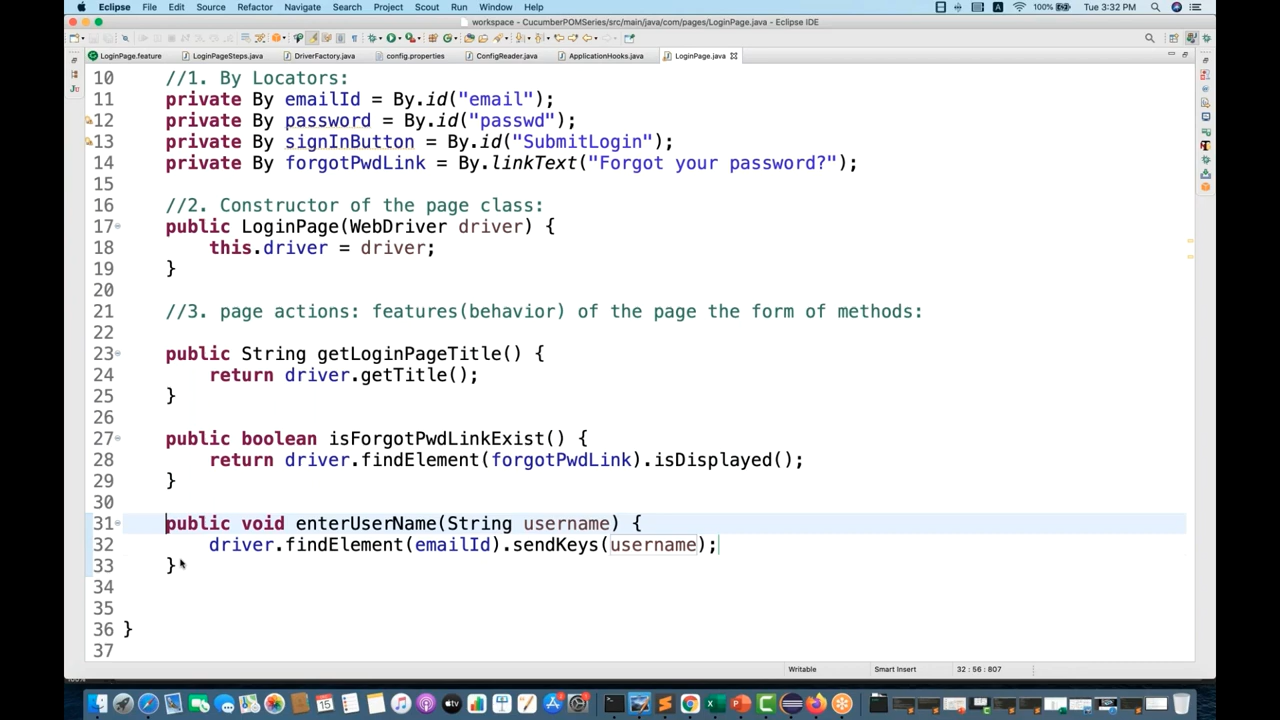 Eclipse File Edit Source Refactor Navigate Search Project Scout Run Window Help 100% Tue 3:32 PM
workspace - CucumberPOMSeries/src/main/java/com/pages/LoginPage.java - Eclipse IDE
LoginPage.feature LoginPageSteps.java DriverFactory.java config.properties ConfigReader.java ApplicationHooks.java LoginPage.java
10 //1. By Locators:
11 private By emailId = By.id("email");
12 private By password = By.id("passwd");
13 private By signInButton = By.id("SubmitLogin");
14 private By forgotPwdLink = By.linkText("Forgot your password?");
15
16 //2. Constructor of the page class:
17 public LoginPage(WebDriver driver) {
18 this.driver = driver;
19 }
20
21 //3. page actions: features(behavior) of the page the form of methods:
22
23 public String getLoginPageTitle() {
24 return driver.getTitle();
25 }
26
27 public boolean isForgotPwdLinkExist() {
28 return driver.findElement(forgotPwdLink).isDisplayed();
29 }
30
31 public void enterUserName(String username) {
32 driver.findElement(emailId).sendKeys(username);
33 }
34
35
36 }
37
Writable Smart Insert 32 : 56 : 807